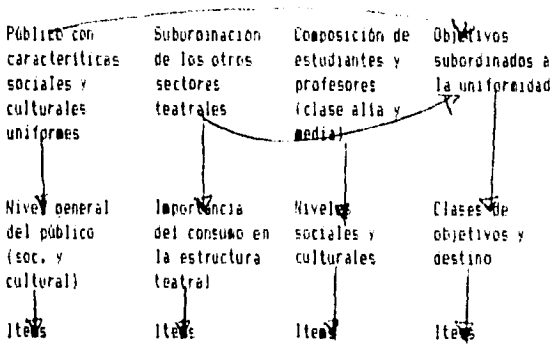 Público con
caracteríticas
sociales y
culturales
uniformes
Suboroinación
de los otros
sectores
teatrales
Composición de
estudiantes y
profesores
(clase alta y
media)
Objetivos
subordinados a
la uniformidad
Nivel general
del público
(soc. y
cultural)
Importancia
del consumo en
la estructura
teatral
Niveles
sociales y
culturales
Clases de
objetivos y
destino
Items
Items
Items
Items